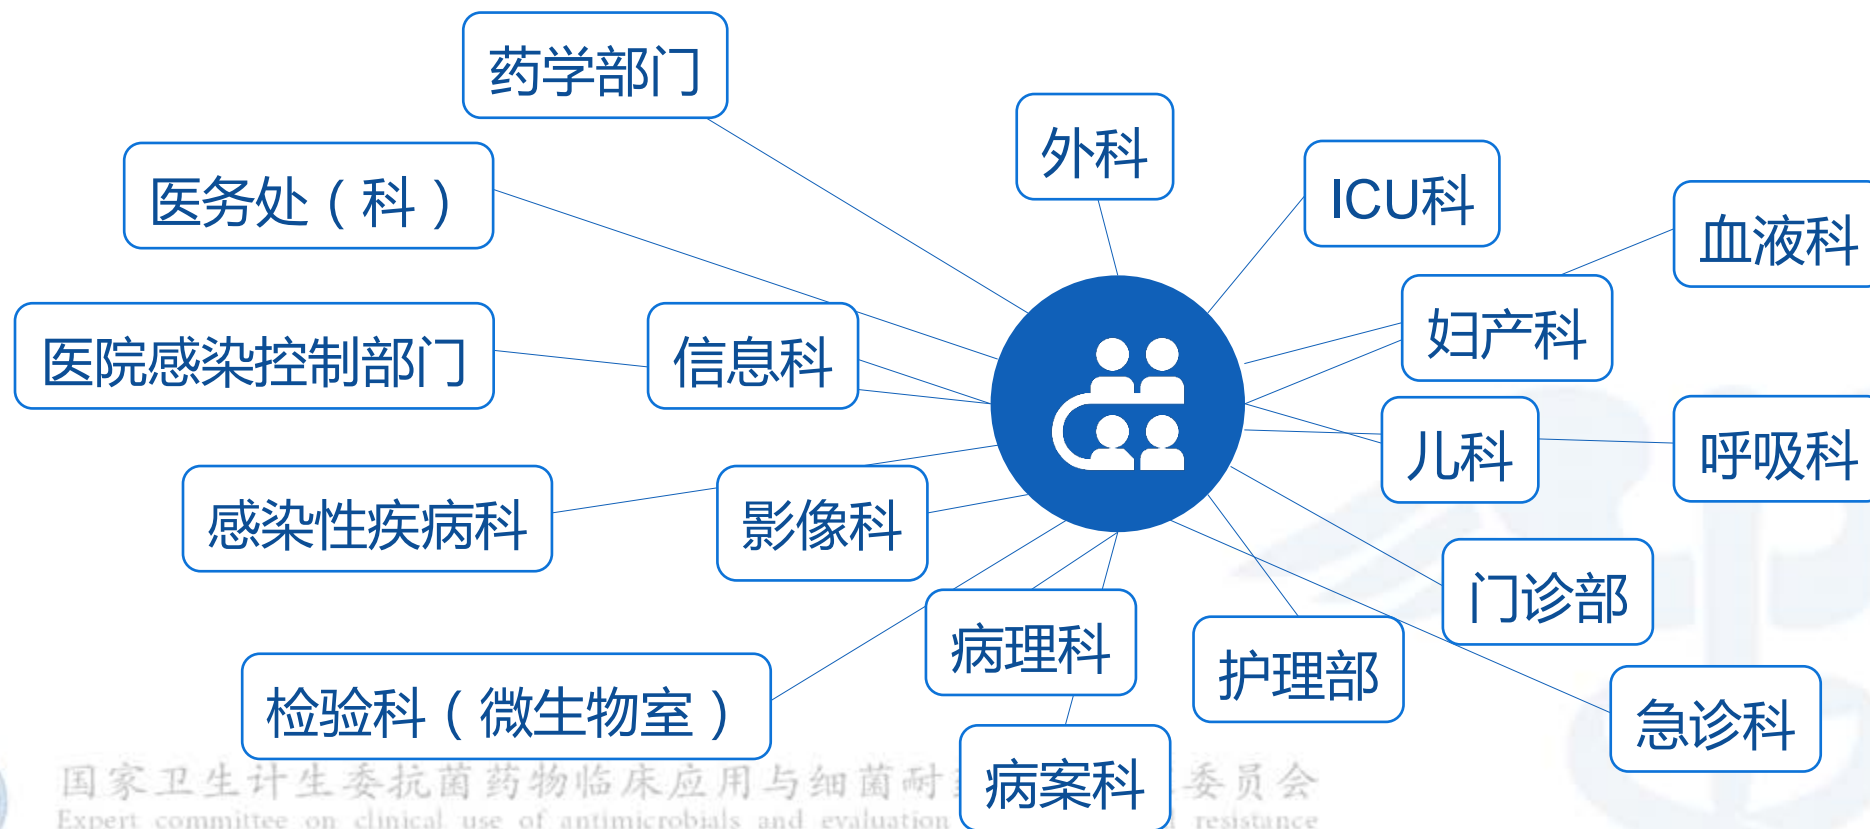 药学部门
外科
医务处（科）
ICU科
血液科
医院感染控制部门
信息科
妇产科
儿科
呼吸科
感染性疾病科
影像科
门诊部
病理科
护理部
检验科（微生物室）
急诊科
病案科
国家卫生计生委抗菌药物临床应用与细菌耐 委员会
Expert committee on clinical use of antimicrobials and evaluation resistance